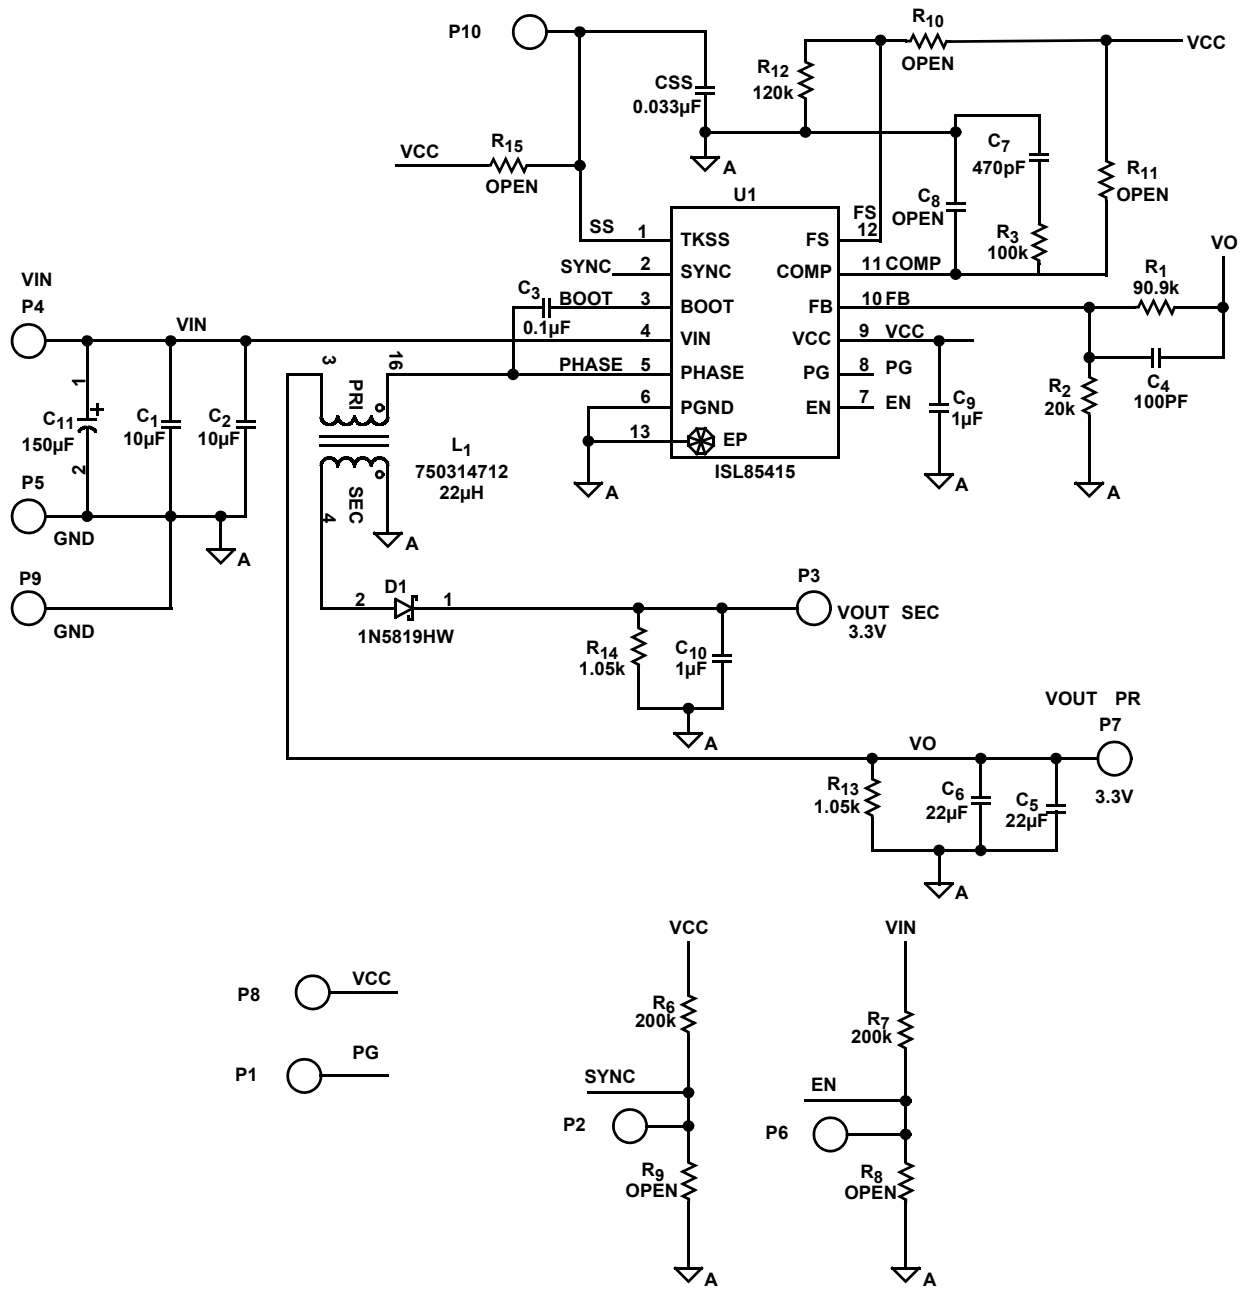 P10
CSS
0.033µF
R12
120k
R10
OPEN
VCC
VCC
R15
OPEN
A
C7
470pF
R11
OPEN
C8
OPEN
R3
100k
U1
SS 1 TKSS
SYNC 2 SYNC
C3
0.1µF
BOOT 3 BOOT
4 VIN
PHASE 5 PHASE
6 PGND
13 EP
FS
FS 12
COMP 11 COMP
FB 10 FB
VCC 9 VCC
PG 8 PG
EN 7 EN
ISL85415
A
VO
R1
90.9k
C4
100PF
R2
20k
A
C9
1µF
A
VIN
P4
VIN
1
C11
150µF
+
2
C1
10µF
C2
10µF
P5
GND
A
P9
GND
3
16
PRI
L1
750314712
22µH
SEC
4
A
D1
2 1
1N5819HW
P3
VOUT SEC
3.3V
R14
1.05k
C10
1µF
A
VOUT PR
P7
3.3V
VO
R13
1.05k
C6
22µF
C5
22µF
A
P8
VCC
P1
PG
VCC
R6
200k
SYNC
P2
R9
OPEN
A
VIN
R7
200k
EN
P6
R8
OPEN
A